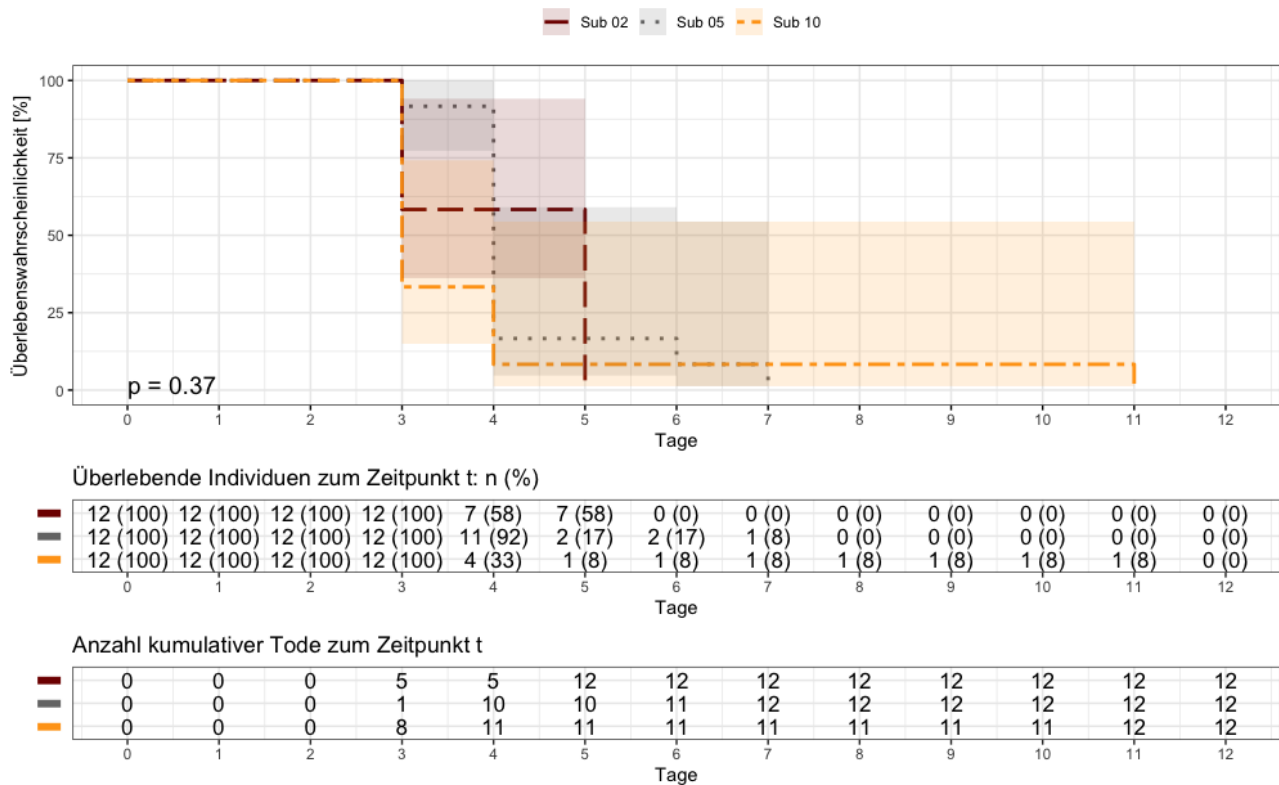 Sub 02 Sub 05 Sub 10
Überlebenswahrscheinlichkeit [%]
100
75
50
25
0
p = 0.37
0 1 2 3 4 5 6 7 8 9 10 11 12
Tage
Überlebende Individuen zum Zeitpunkt t: n (%)
12 (100) 12 (100) 12 (100) 12 (100) 7 (58) 7 (58) 0 (0) 0 (0) 0 (0) 0 (0) 0 (0) 0 (0) 0 (0)
12 (100) 12 (100) 12 (100) 12 (100) 11 (92) 2 (17) 2 (17) 1 (8) 0 (0) 0 (0) 0 (0) 0 (0) 0 (0)
12 (100) 12 (100) 12 (100) 12 (100) 4 (33) 1 (8) 1 (8) 1 (8) 1 (8) 1 (8) 1 (8) 1 (8) 0 (0)
0 1 2 3 4 5 6 7 8 9 10 11 12
Tage
Anzahl kumulativer Tode zum Zeitpunkt t
0 0 0 5 5 12 12 12 12 12 12 12 12
0 0 0 1 10 10 11 12 12 12 12 12 12
0 0 0 8 11 11 11 11 11 11 11 12 12
0 1 2 3 4 5 6 7 8 9 10 11 12
Tage